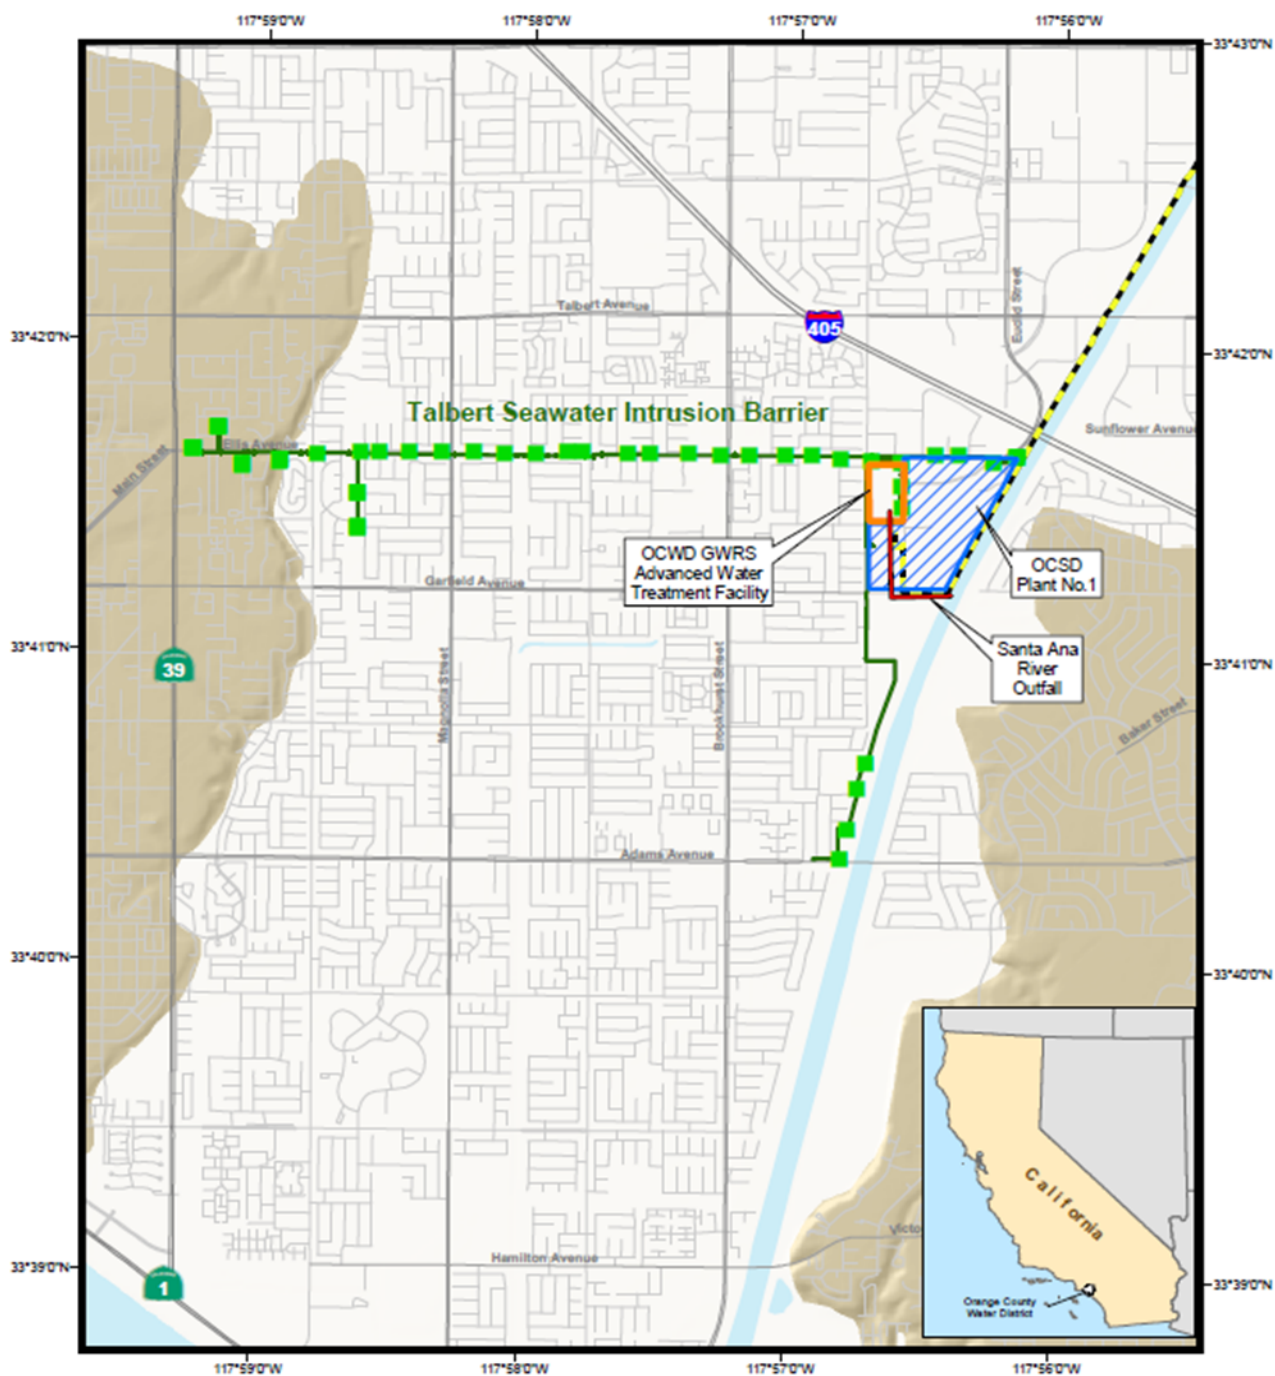 117°59'0"W
117°58'0"W
117°57'0"W
117°56'0"W
33°43'0"N
Talbert Avenue
405
Euclid Street
33°42'0"N
33°42'0"N
Talbert Seawater Intrusion Barrier
Sunflower Avenue
Ellis Avenue
Main Street
OCWD GWRS
Advanced Water
Treatment Facility
OCSD
Plant No.1
Garfield Avenue
33°41'0"N
33°41'0"N
Santa Ana
River
Outfall
39
Magnolia Street
Brookhurst Street
Baker Street
Adams Avenue
33°40'0"N
33°40'0"N
California
Victo
Hamilton Avenue
33°39'0"N
33°39'0"N
1
Orange County
Water District
117°59'0"W
117°58'0"W
117°57'0"W
117°56'0"W